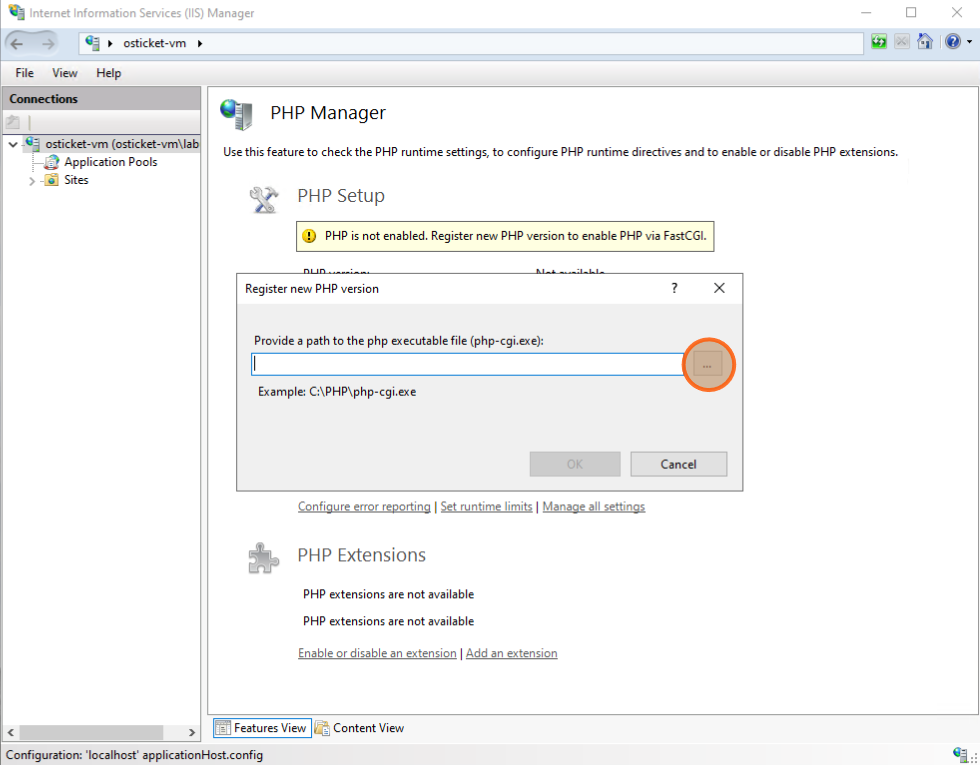 Internet Information Services (IIS) Manager
osticket-vm
File View Help
Connections
osticket-vm (osticket-vm\lab
Application Pools
Sites
PHP Manager
Use this feature to check the PHP runtime settings, to configure PHP runtime directives and to enable or disable PHP extensions.
PHP Setup
PHP is not enabled. Register new PHP version to enable PHP via FastCGI.
PHP version: Not available
Register new PHP version ?
Provide a path to the php executable file (php-cgi.exe):
...
Example: C:\PHP\php-cgi.exe
OK Cancel
Configure error reporting | Set runtime limits | Manage all settings
PHP Extensions
PHP extensions are not available
PHP extensions are not available
Enable or disable an extension | Add an extension
Features View Content View
Configuration: 'localhost' applicationHost.config